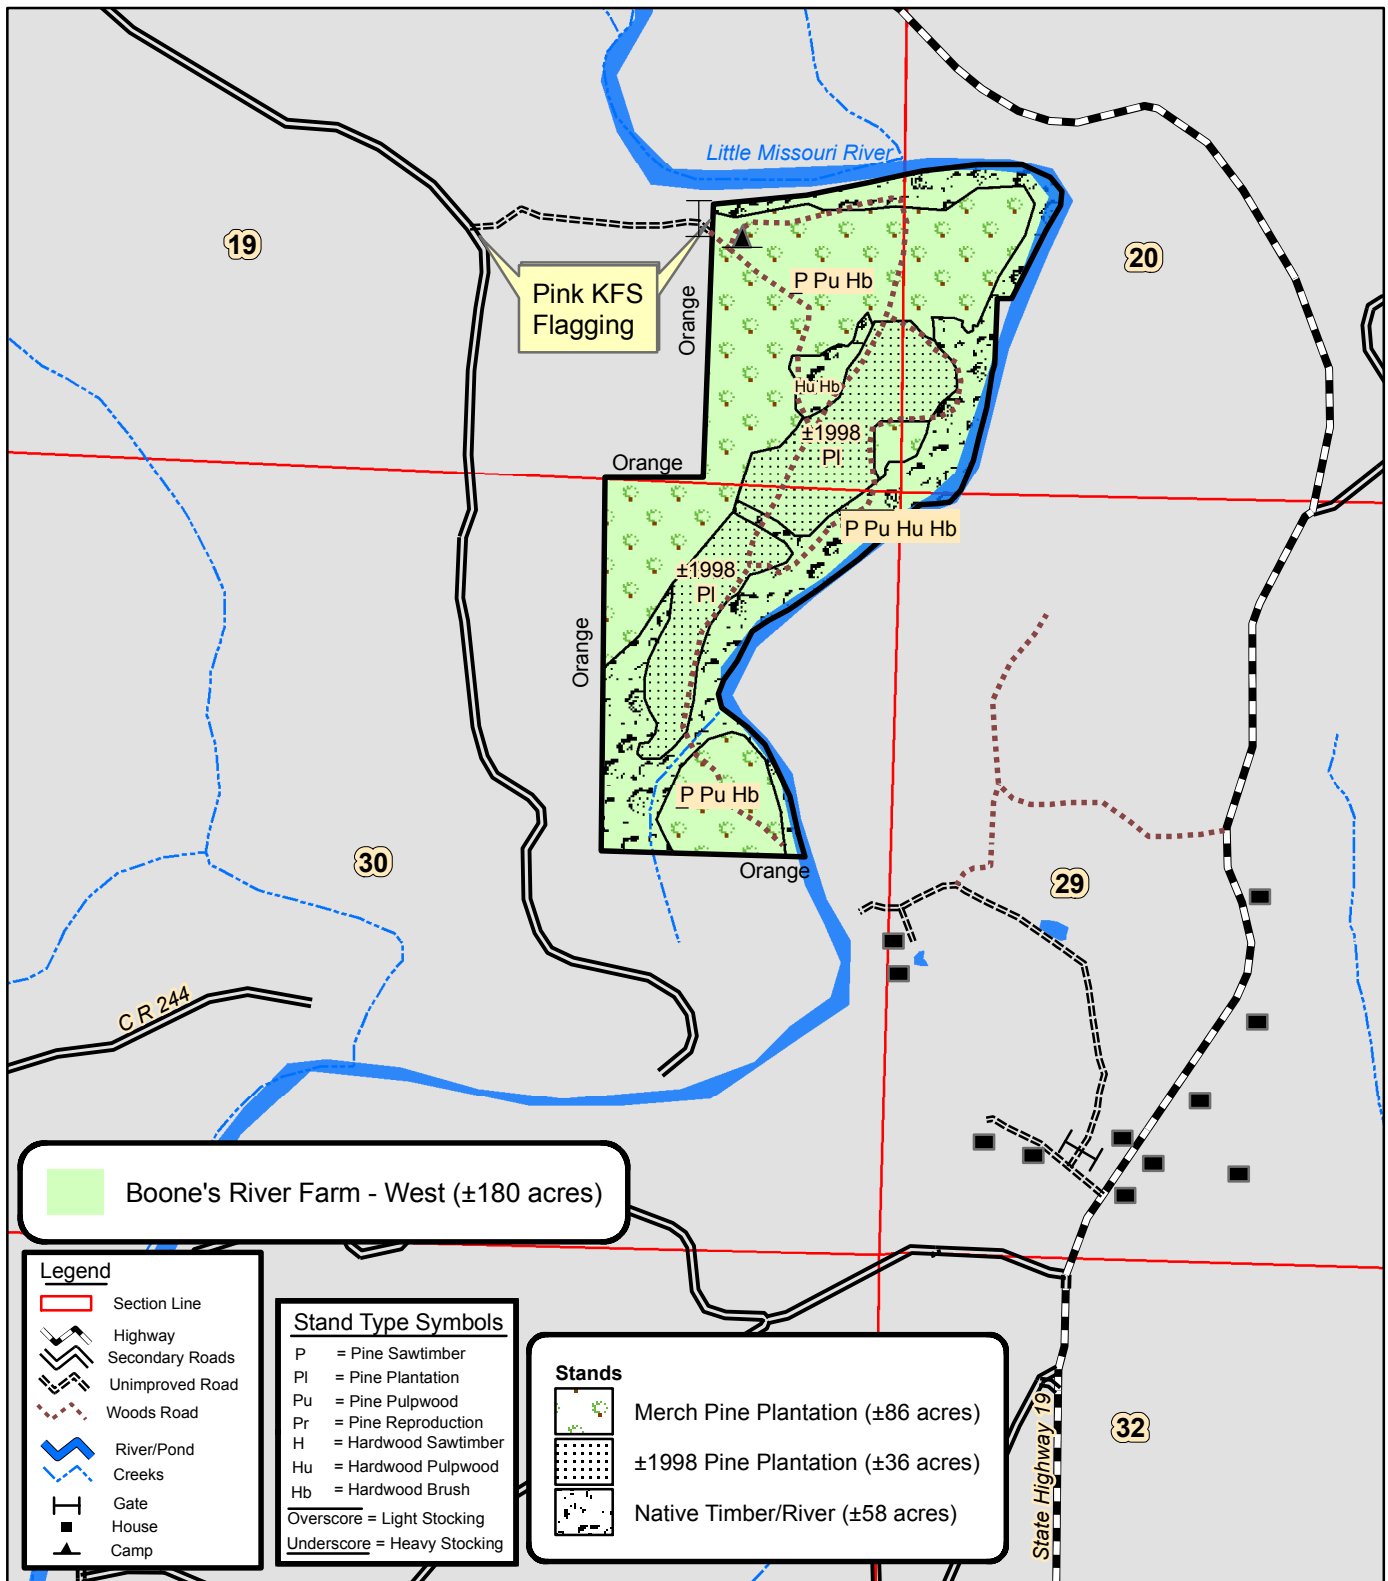 Little Missouri River
19
20
Pink KFS
Flagging
Orange
P Pu Hb
Hu Hb
±1998
Pl
Orange
P Pu Hu Hb
±1998
Pl
Orange
P Pu Hb
Orange
30
29
C R 244
Boone's River Farm - West (±180 acres)
Legend
Section Line
Highway
Secondary Roads
Unimproved Road
Woods Road
River/Pond
Creeks
Gate
House
Camp
Stand Type Symbols
P = Pine Sawtimber
Pl = Pine Plantation
Pu = Pine Pulpwood
Pr = Pine Reproduction
H = Hardwood Sawtimber
Hu = Hardwood Pulpwood
Hb = Hardwood Brush
Overscore = Light Stocking
Underscore = Heavy Stocking
Stands
Merch Pine Plantation (±86 acres)
±1998 Pine Plantation (±36 acres)
Native Timber/River (±58 acres)
State Highway 19
32